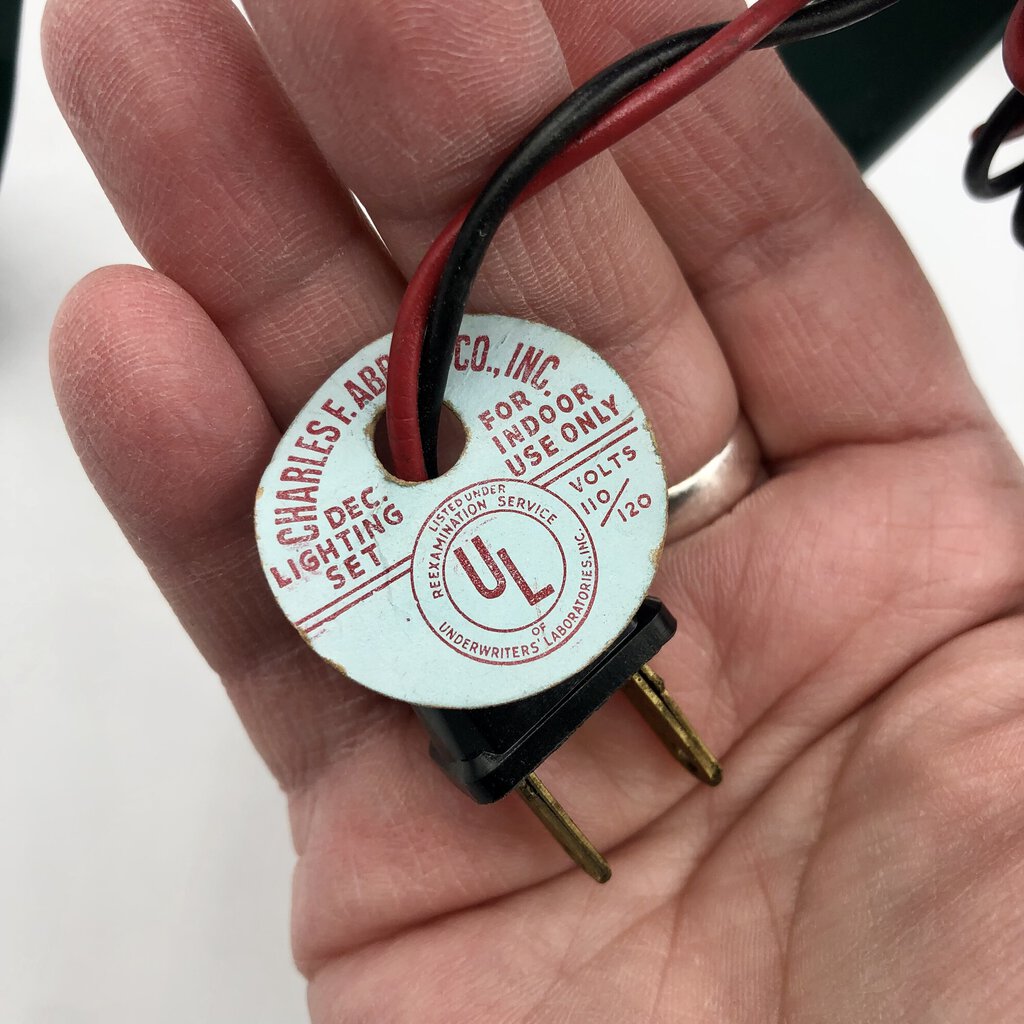 CHARLES F. CO., INC.
DEC.
LIGHTING
SET
FOR
INDOOR
USE ONLY
VOLTS
110/120
LISTED UNDER
REEXAMINATION SERVICE
UL
OF
UNDERWRITERS' LABORATORIES, INC.